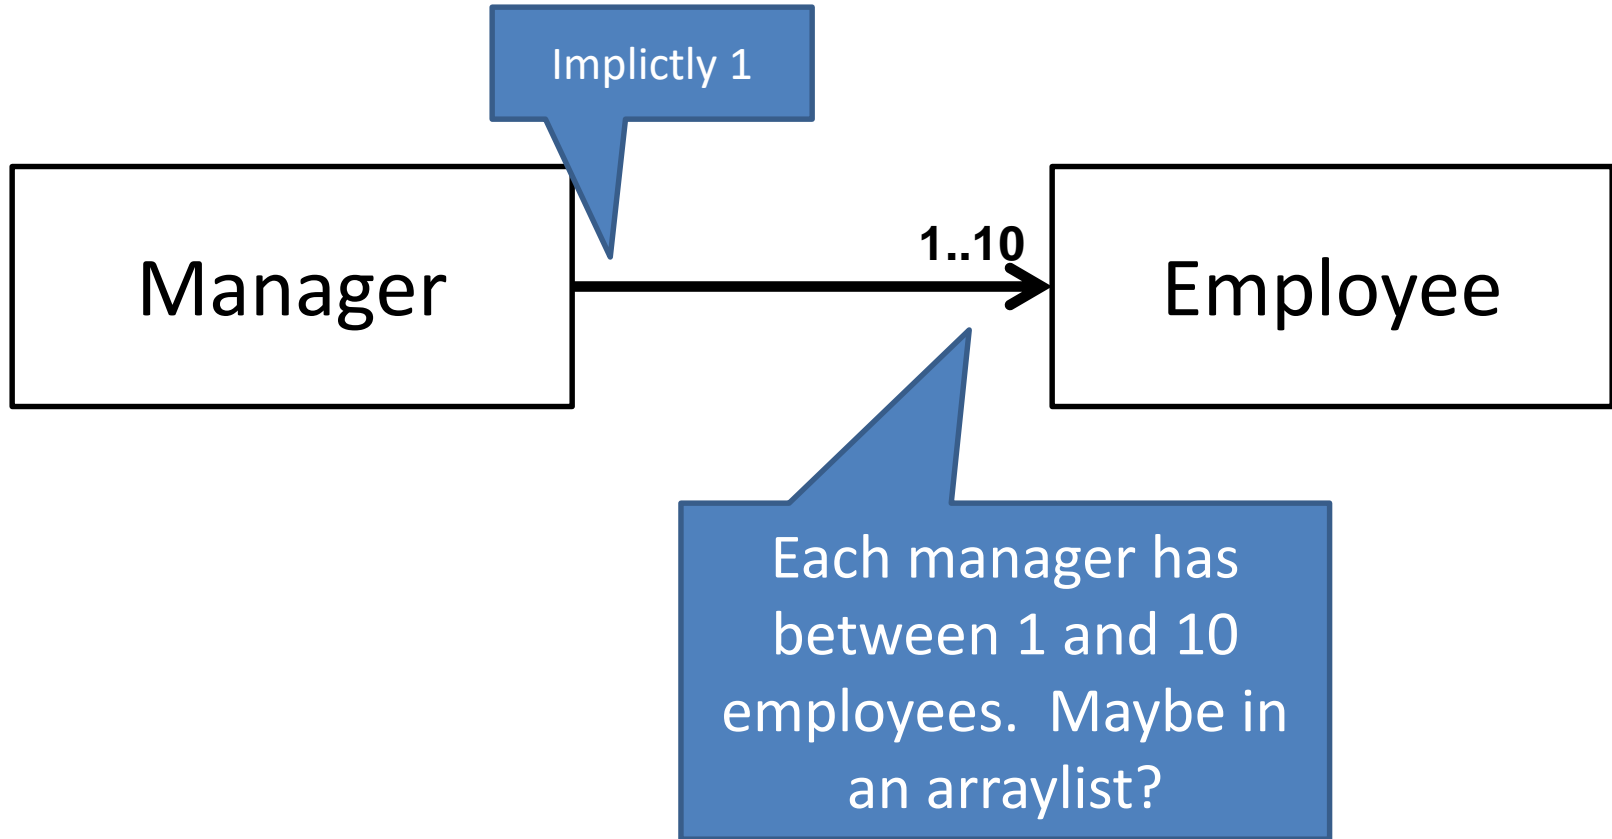 Implictly 1
Manager
1..10
Employee
Each manager has
between 1 and 10
employees.  Maybe in
an arraylist?